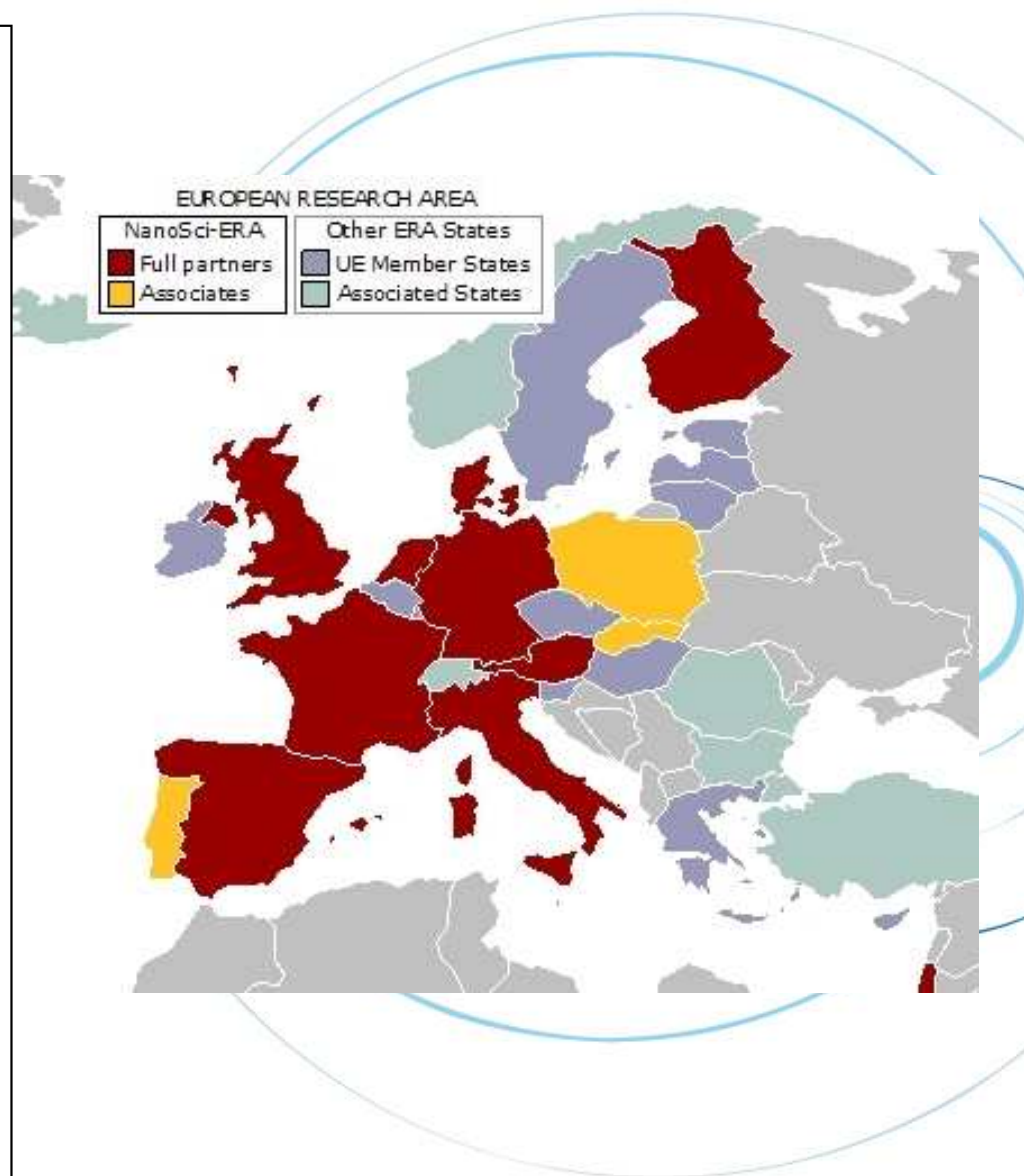 EUROPEAN RESEARCH AREA
NanoSci-ERA
Full partners
Associates
Other ERA States
UE Member States
Associated States